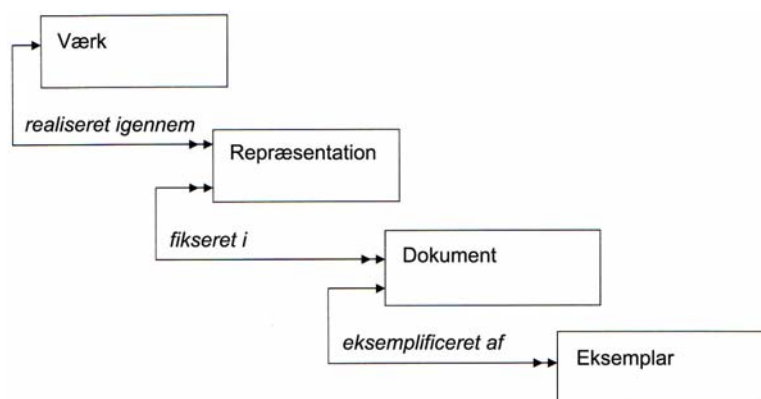 Værk
realiseret igennem
Repræsentation
fikseret i
Dokument
eksemplificeret af
Eksemplar